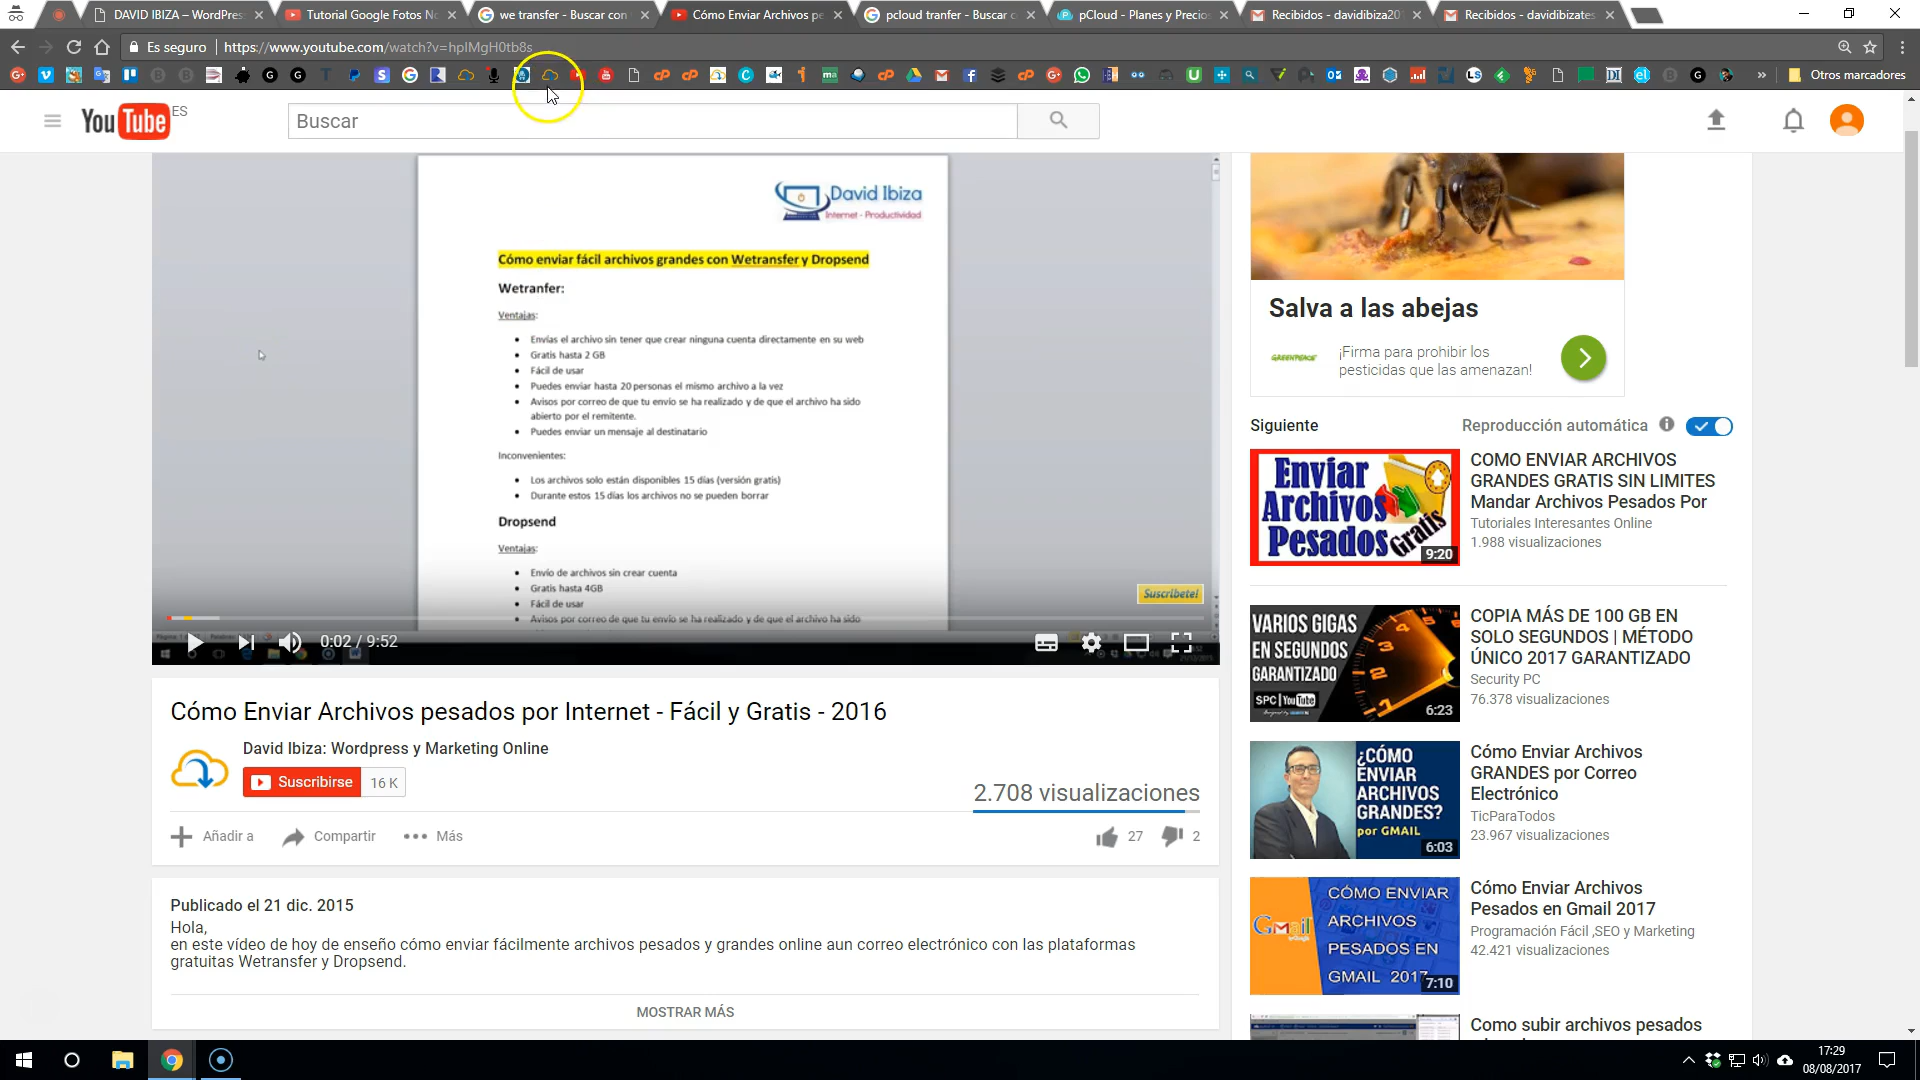 DAVID IBIZA – WordPres
Tutorial Google Fotos N
we transfer - Buscar con
Cómo Enviar Archivos pe
pcloud tranfer - Buscar c
pCloud - Planes y Precio
Recibidos - davidibiza20
Recibidos - davidibizates
Es seguro
https://www.youtube.com/watch?v=hpIMgH0tb8s
Otros marcadores
YouTube ES
Buscar
David Ibiza
Internet - Productividad
Cómo enviar fácil archivos grandes con Wetransfer y Dropsend
Wetranfer:
Ventajas:
Envías el archivo sin tener que crear ninguna cuenta directamente en su web
Gratis hasta 2 GB
Fácil de usar
Puedes enviar hasta 20 personas el mismo archivo a la vez
Avisos por correo de que tu envío se ha realizado y de que el archivo ha sido
abierto por el remitente.
Puedes enviar un mensaje al destinatario
Inconvenientes:
Los archivos solo están disponibles 15 días (versión gratis)
Durante estos 15 días los archivos no se pueden borrar
Dropsend
Ventajas:
Envío de archivos sin crear cuenta
Gratis hasta 4GB
Fácil de usar
Avisos por correo de que tu envío se ha realizado y de que el archivo ha sido
Suscríbete!
0:02 / 9:52
Cómo Enviar Archivos pesados por Internet - Fácil y Gratis - 2016
David Ibiza: Wordpress y Marketing Online
Suscribirse 16 K
2.708 visualizaciones
Añadir a
Compartir
Más
27
2
Publicado el 21 dic. 2015
Hola,
en este vídeo de hoy de enseño cómo enviar fácilmente archivos pesados y grandes online aun correo electrónico con las plataformas
gratuitas Wetransfer y Dropsend.
MOSTRAR MÁS
Salva a las abejas
GREENPEACE
¡Firma para prohibir los
pesticidas que las amenazan!
Siguiente
Reproducción automática
Enviar
Archivos
Pesados
Gratis
9:20
COMO ENVIAR ARCHIVOS
GRANDES GRATIS SIN LIMITES
Mandar Archivos Pesados Por
Tutoriales Interesantes Online
1.988 visualizaciones
VARIOS GIGAS
EN SEGUNDOS
GARANTIZADO
SPC | YouTube
6:23
COPIA MÁS DE 100 GB EN
SOLO SEGUNDOS | MÉTODO
ÚNICO 2017 GARANTIZADO
Security PC
76.378 visualizaciones
¿CÓMO
ENVIAR
ARCHIVOS
GRANDES?
por GMAIL
6:03
Cómo Enviar Archivos
GRANDES por Correo
Electrónico
TicParaTodos
23.967 visualizaciones
Gmail
CÓMO ENVIAR
ARCHIVOS
PESADOS EN
GMAIL 2017
7:10
Cómo Enviar Archivos
Pesados en Gmail 2017
Programación Fácil ,SEO y Marketing
42.421 visualizaciones
Como subir archivos pesados
17:29
08/08/2017